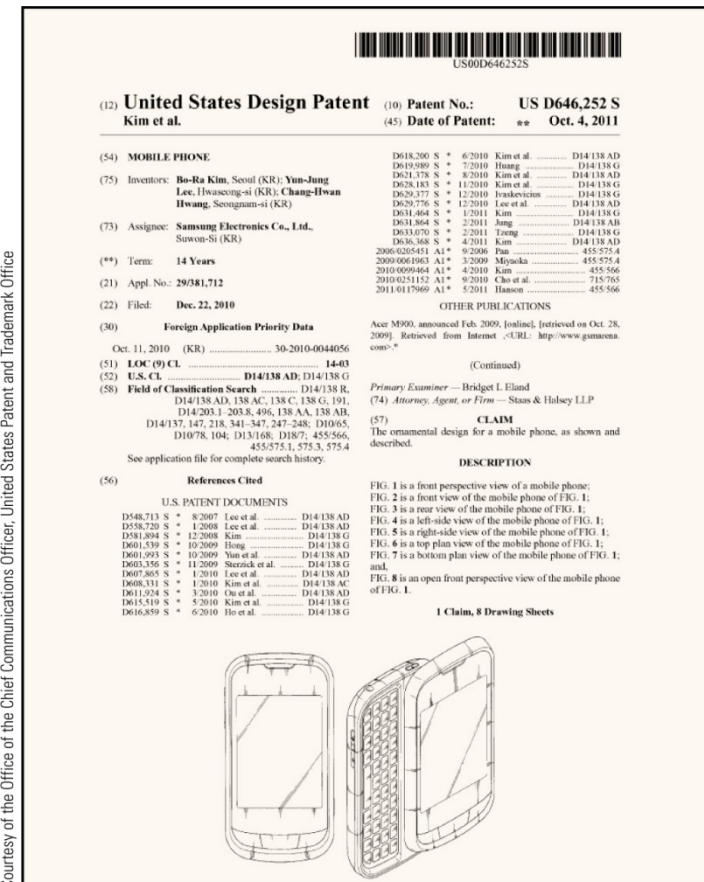 Courtesy of the Office of the Chief Communications Officer, United States Patent and Trademark Office
US00D646252S
(12) United States Design Patent
Kim et al.
(10) Patent No.: US D646,252 S
(45) Date of Patent: ** Oct. 4, 2011
(54) MOBILE PHONE
(75) Inventors: Bo-Ra Kim, Seoul (KR); Yun-Jung
Lee, Hwaseong-si (KR); Chang-Hwan
Hwang, Seongnam-si (KR)
(73) Assignee: Samsung Electronics Co., Ltd.,
Suwon-Si (KR)
(**) Term: 14 Years
(21) Appl. No.: 29/381,712
(22) Filed: Dec. 22, 2010
(30) Foreign Application Priority Data
Oct. 11, 2010 (KR) ........................ 30-2010-0044056
(51) LOC (9) Cl. ................................................ 14-03
(52) U.S. Cl. ........................ D14/138 AD; D14/138 G
(58) Field of Classification Search ............. D14/138 R,
D14/138 AD, 138 AC, 138 C, 138 G, 191,
D14/203.1-203.8, 496, 138 AA, 138 AB,
D14/137, 147, 218, 341-347, 247-248; D10/65,
D10/78, 104; D13/168; D18/7; 455/566,
455/575.1, 575.3, 575.4
See application file for complete search history.
(56) References Cited
U.S. PATENT DOCUMENTS
D548,713 S * 8/2007 Lee et al. ............... D14/138 AD
D558,720 S * 1/2008 Lee et al. ............... D14/138 AD
D581,894 S * 12/2008 Kim ........................ D14/138 G
D601,539 S * 10/2009 Hong ...................... D14/138 G
D601,993 S * 10/2009 Yun et al. ............... D14/138 AD
D603,356 S * 11/2009 Sterzick et al. ......... D14/138 G
D607,865 S * 1/2010 Lee et al. ............... D14/138 AD
D608,331 S * 1/2010 Kim et al. .............. D14/138 AC
D611,924 S * 3/2010 Ou et al. ................ D14/138 AD
D615,519 S * 5/2010 Kim et al. .............. D14/138 G
D616,859 S * 6/2010 Ho et al. ................ D14/138 G
D618,200 S * 6/2010 Kim et al. .............. D14/138 AD
D619,989 S * 7/2010 Huang .................... D14/138 G
D621,378 S * 8/2010 Kim et al. .............. D14/138 AD
D628,183 S * 11/2010 Kim et al. .............. D14/138 G
D629,377 S * 12/2010 Ivaskevicius .......... D14/138 G
D629,776 S * 12/2010 Lee et al. ............... D14/138 AD
D631,464 S * 1/2011 Kim ........................ D14/138 G
D631,864 S * 2/2011 Jung ....................... D14/138 AB
D633,070 S * 2/2011 Tzeng ..................... D14/138 G
D636,368 S * 4/2011 Kim ........................ D14/138 AD
2006/0205451 A1* 9/2006 Pan ......................... 455/575.4
2009/0061963 A1* 3/2009 Miyaoka ................. 455/575.4
2010/0099464 A1* 4/2010 Kim ........................ 455/566
2010/0251152 A1* 9/2010 Cho et al. ............... 715/765
2011/0117969 A1* 5/2011 Hanson ................... 455/566
OTHER PUBLICATIONS
Acer M900, announced Feb. 2009, [online], [retrieved on Oct. 28,
2009]. Retrieved from Internet ,<URL: http://www.gsmarena.
com>.*
(Continued)
Primary Examiner — Bridget L Eland
(74) Attorney, Agent, or Firm — Staas & Halsey LLP
(57) CLAIM
The ornamental design for a mobile phone, as shown and
described.
DESCRIPTION
FIG. 1 is a front perspective view of a mobile phone;
FIG. 2 is a front view of the mobile phone of FIG. 1;
FIG. 3 is a rear view of the mobile phone of FIG. 1;
FIG. 4 is a left-side view of the mobile phone of FIG. 1;
FIG. 5 is a right-side view of the mobile phone of FIG. 1;
FIG. 6 is a top plan view of the mobile phone of FIG. 1;
FIG. 7 is a bottom plan view of the mobile phone of FIG. 1;
and,
FIG. 8 is an open front perspective view of the mobile phone
of FIG. 1.
1 Claim, 8 Drawing Sheets